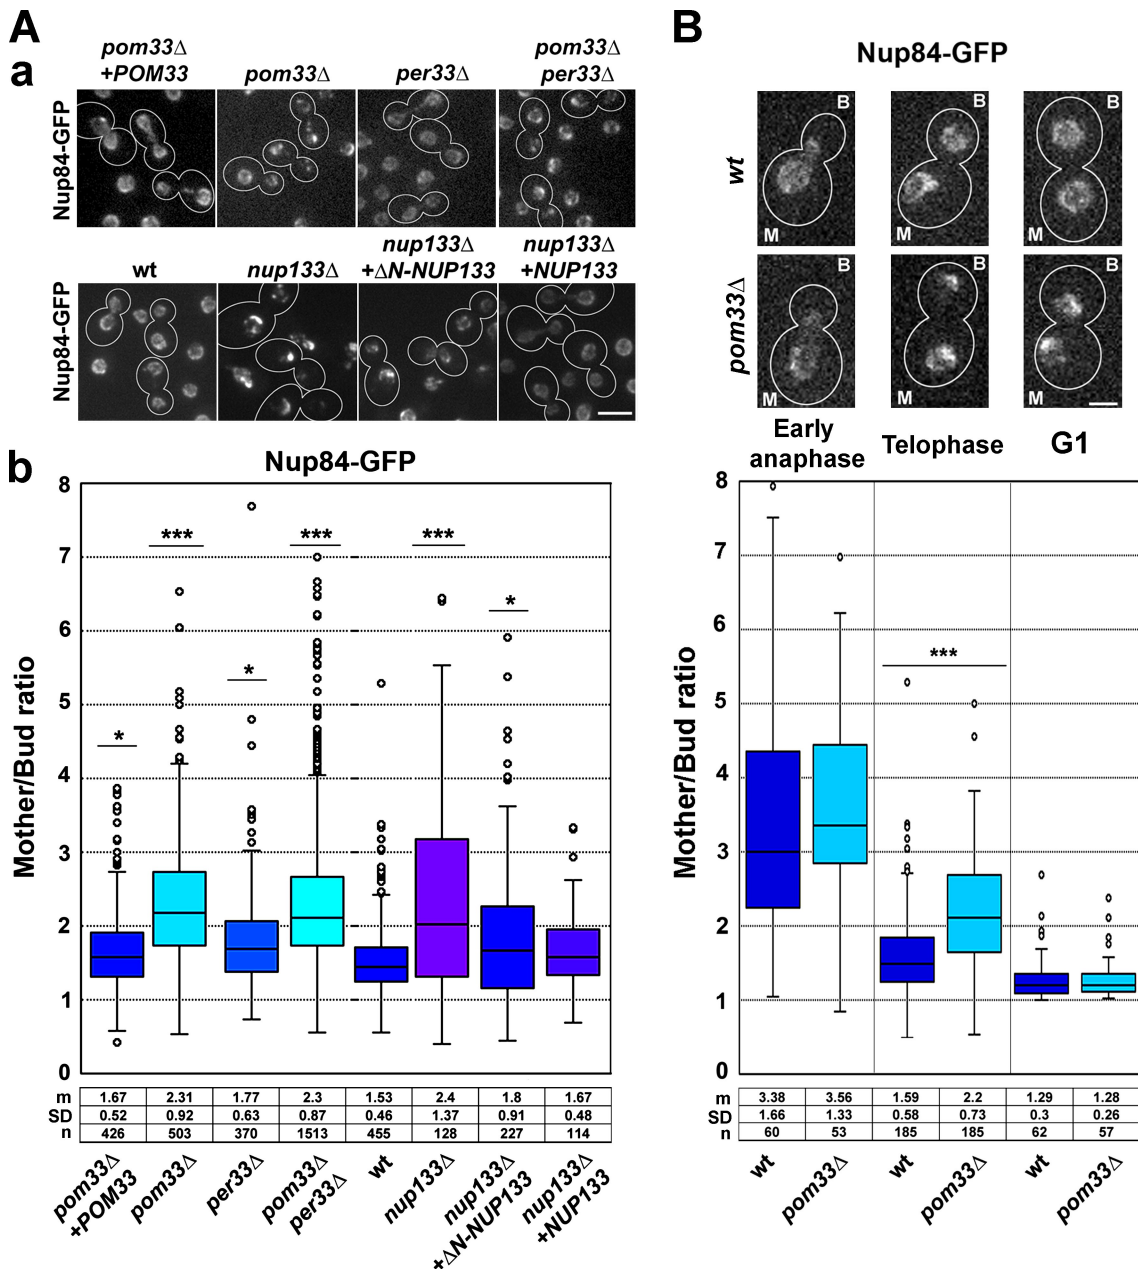 A
a
pom33Δ
+POM33
pom33Δ
per33Δ
pom33Δ
per33Δ
Nup84-GFP
wt
nup133Δ
nup133Δ
+ΔN-NUP133
nup133Δ
+NUP133
Nup84-GFP
b
Nup84-GFP
Mother/Bud ratio
8
7
6
5
4
3
2
1
0
* *** * *** *** *
m 1.67 2.31 1.77 2.3 1.53 2.4 1.8 1.67
SD 0.52 0.92 0.63 0.87 0.46 1.37 0.91 0.48
n 426 503 370 1513 455 128 227 114
pom33Δ
+POM33
pom33Δ
per33Δ
pom33Δ
per33Δ
wt
nup133Δ
nup133Δ
+ΔN-NUP133
nup133Δ
+NUP133
B
Nup84-GFP
wt
B B B
M M M
pom33Δ
B B B
M M M
Early
anaphase
Telophase
G1
Mother/Bud ratio
8
7
6
5
4
3
2
1
0
***
m 3.38 3.56 1.59 2.2 1.29 1.28
SD 1.66 1.33 0.58 0.73 0.3 0.26
n 60 53 185 185 62 57
wt
pom33Δ
wt
pom33Δ
wt
pom33Δ